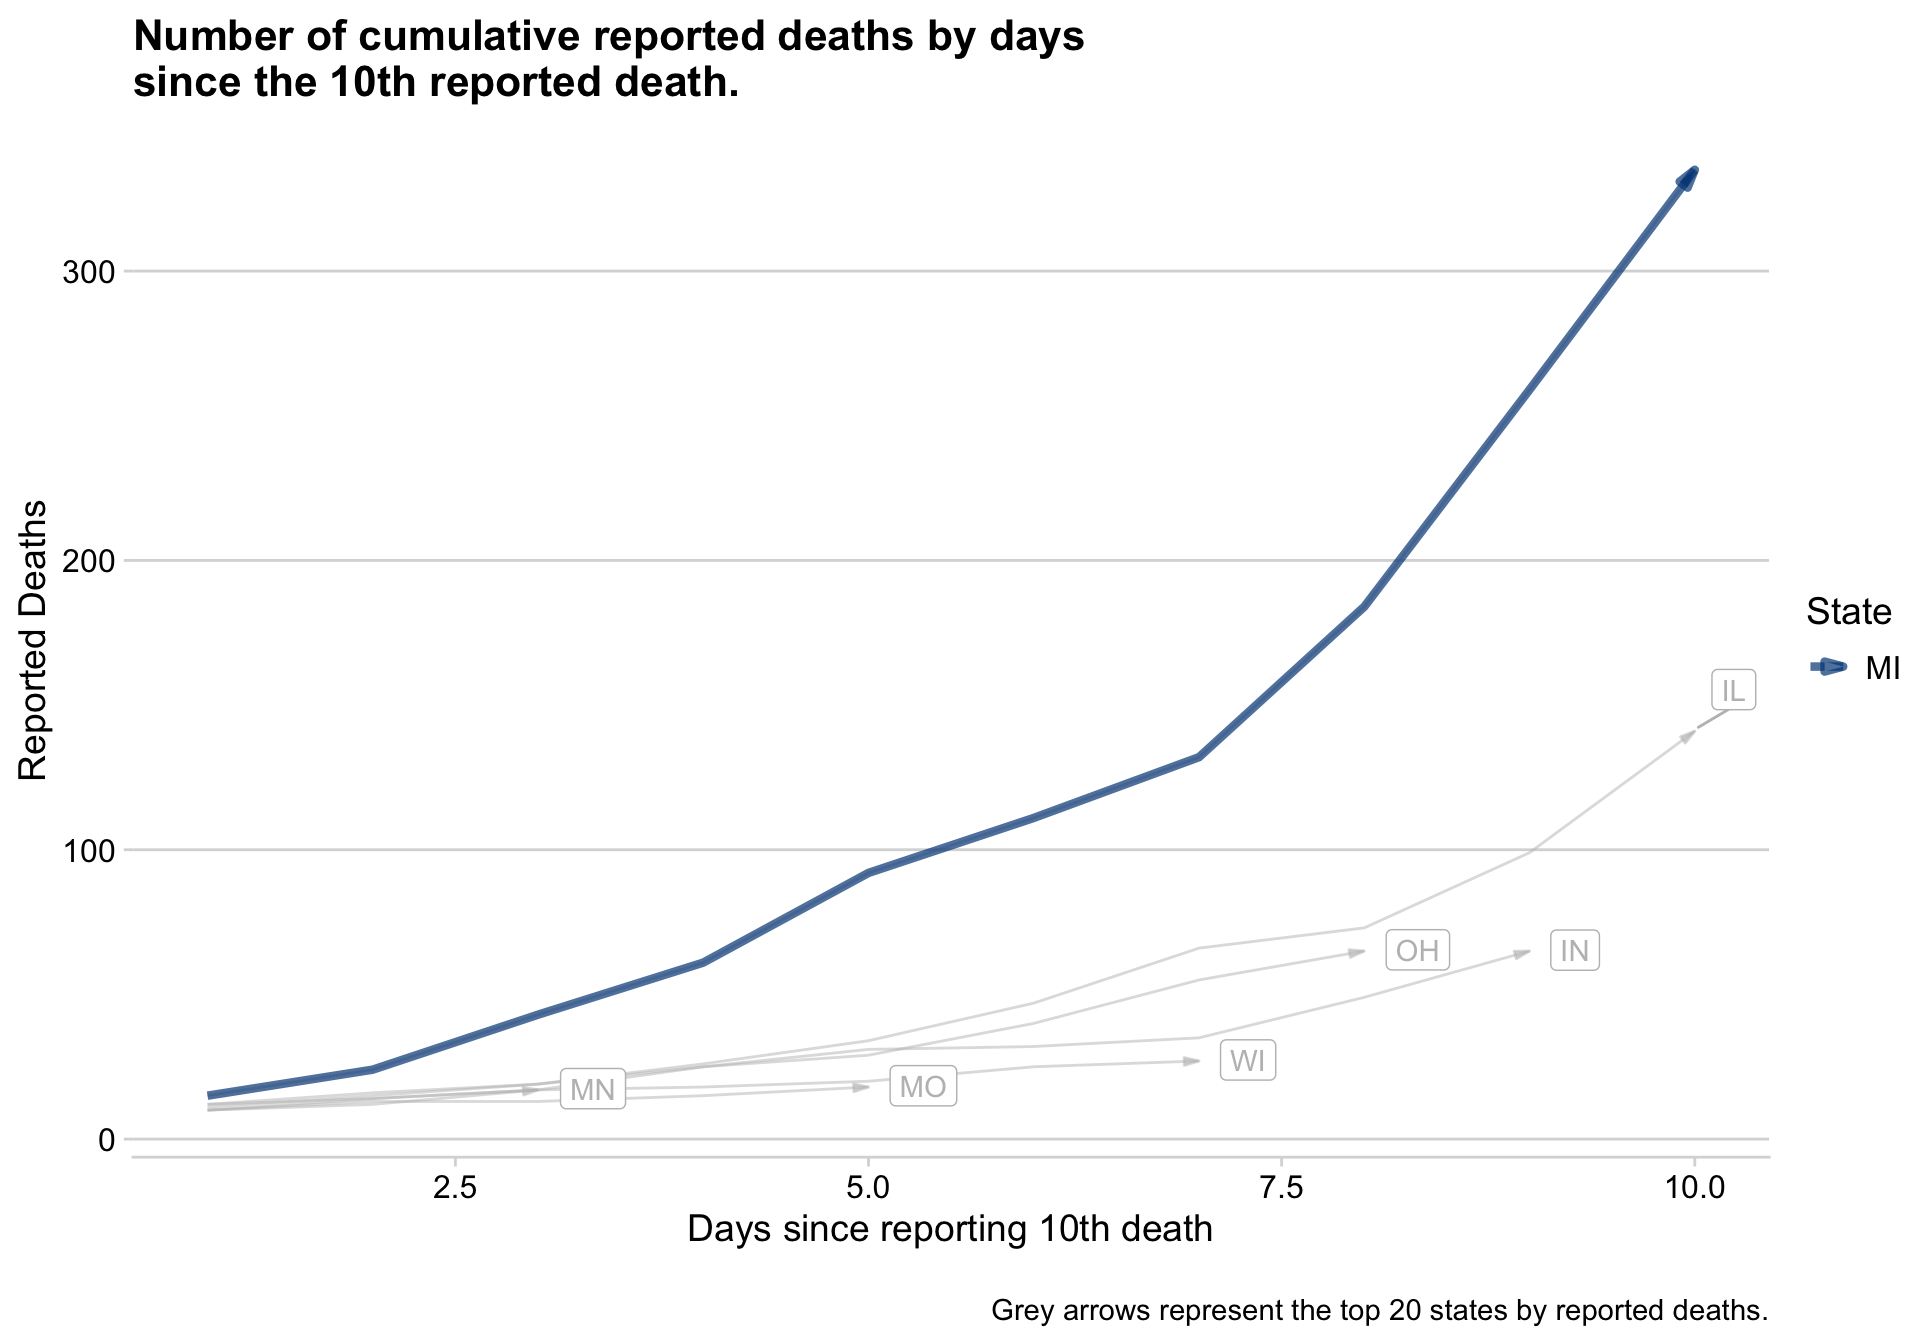 Number of cumulative reported deaths by days
since the 10th reported death.
300
200
100
0
Reported Deaths
State
MI
IL
OH
IN
WI
MN
MO
2.5
5.0
7.5
10.0
Days since reporting 10th death
Grey arrows represent the top 20 states by reported deaths.